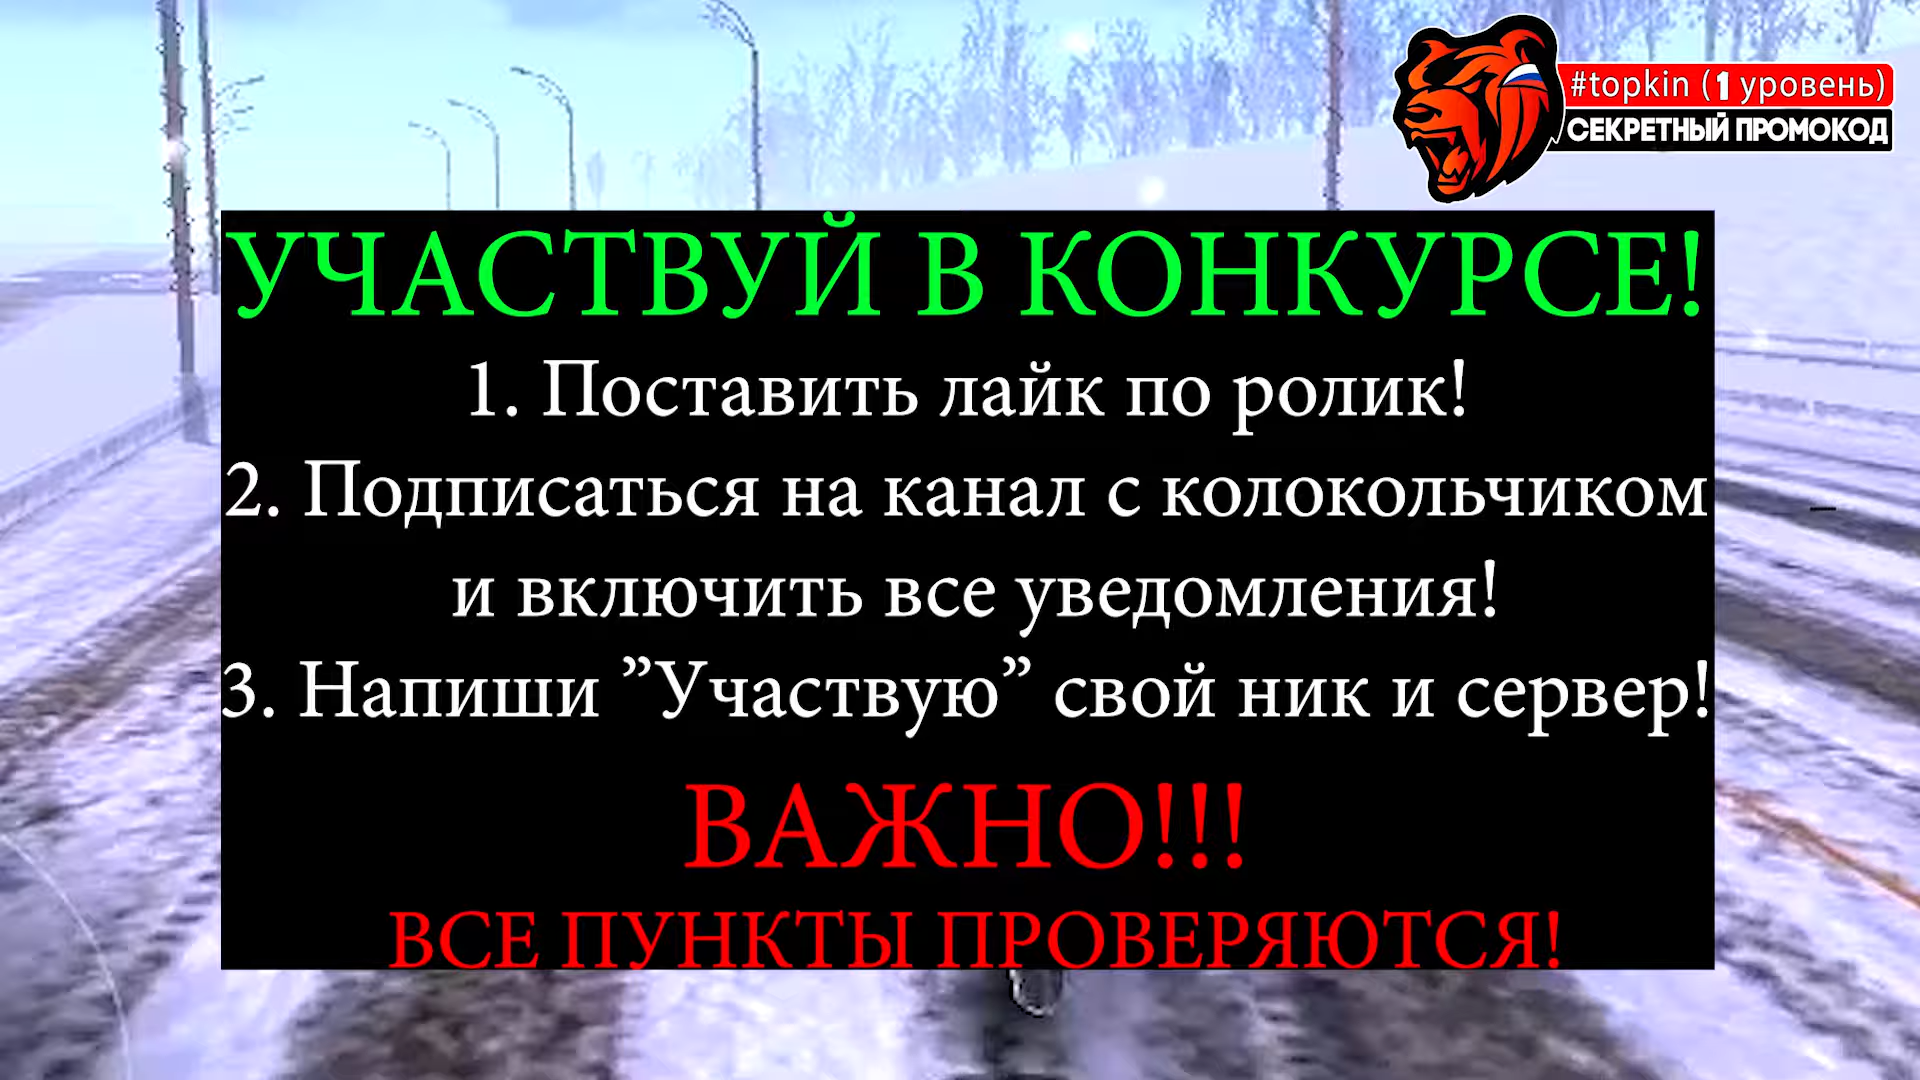 #topkin (1 уровень)
СЕКРЕТНЫЙ ПРОМОКОД
УЧАСТВУЙ В КОНКУРСЕ!
1. Поставить лайк по ролик!
2. Подписаться на канал с колокольчиком
и включить все уведомления!
3. Напиши ”Участвую” свой ник и сервер!
ВАЖНО!!!
ВСЕ ПУНКТЫ ПРОВЕРЯЮТСЯ!